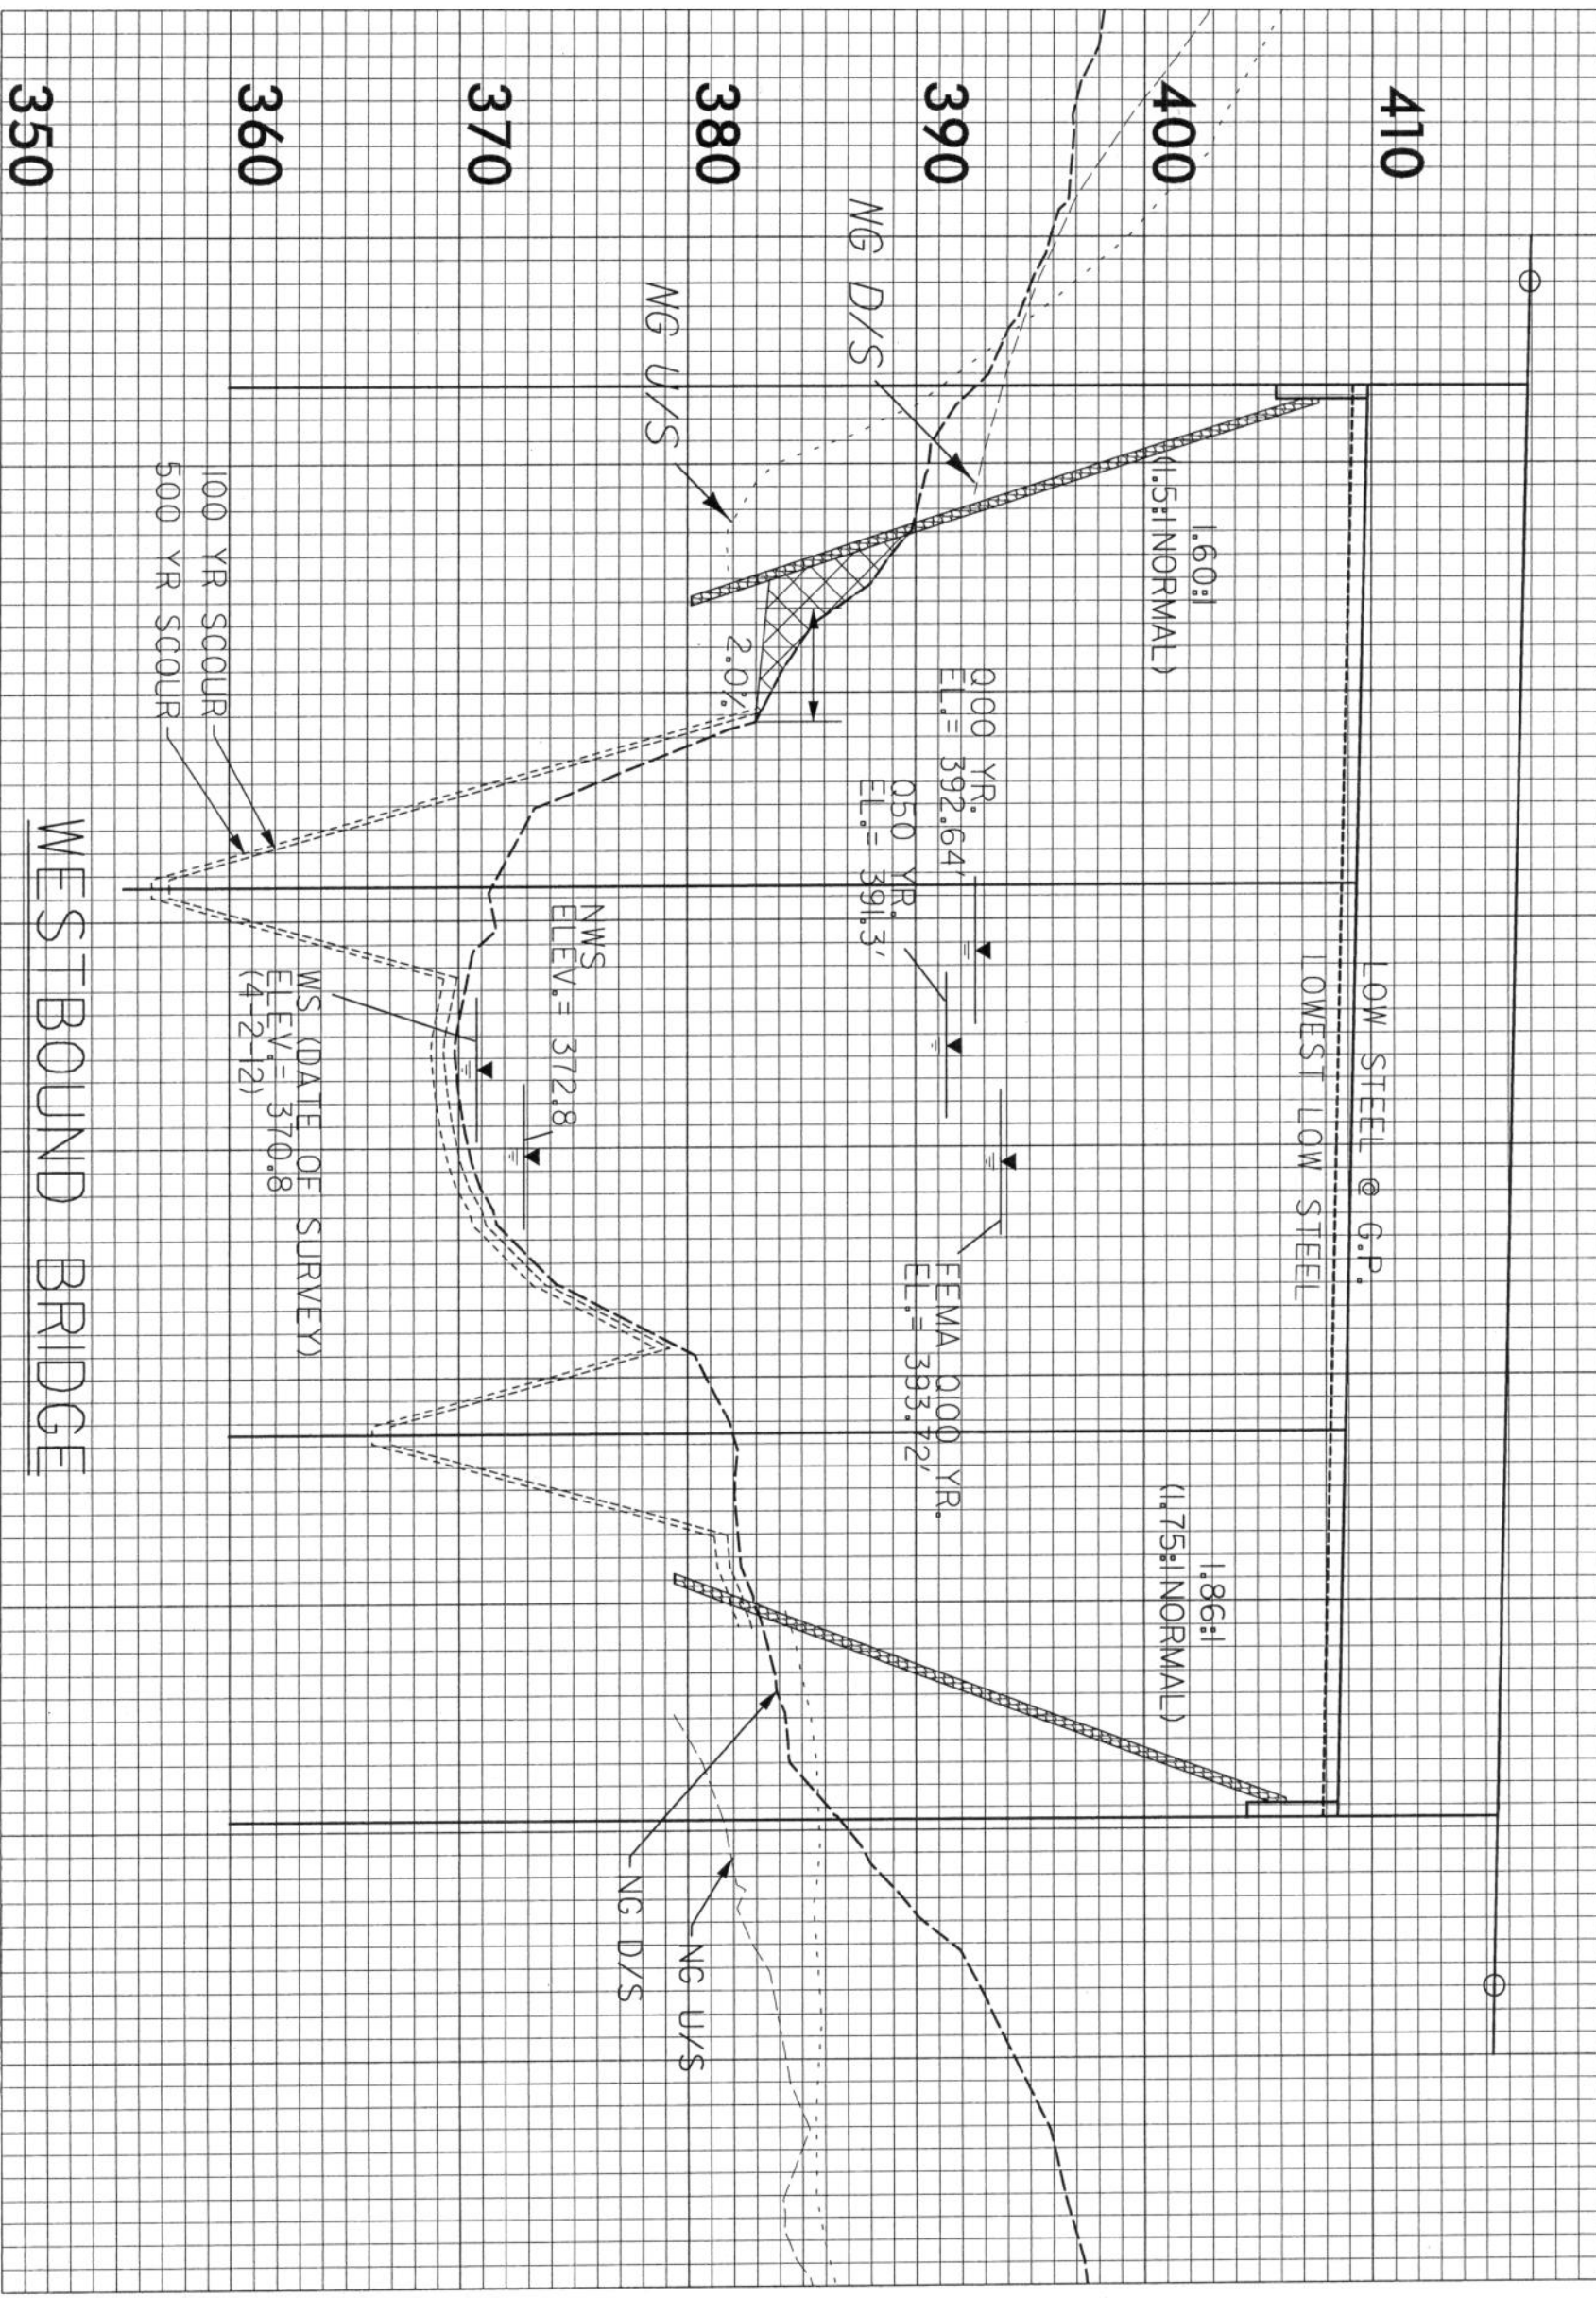 410
400
390
380
370
360
350
LOW STEEL @ G.P.
LOWEST LOW STEEL
1.60:1
(1.5:1 NORMAL)
1.86:1
(1.75:1 NORMAL)
Q100 YR.
EL.= 392.64'
Q50 YR.
EL.= 391.3'
FEMA Q100 YR.
EL.= 393.72'
NG D/S
NG U/S
2.0%
NWS
ELEV.= 372.8
WS (DATE OF SURVEY)
ELEV.= 370.8
(4-2-12)
100 YR SCOUR
500 YR SCOUR
NG U/S
NG D/S
WESTBOUND BRIDGE